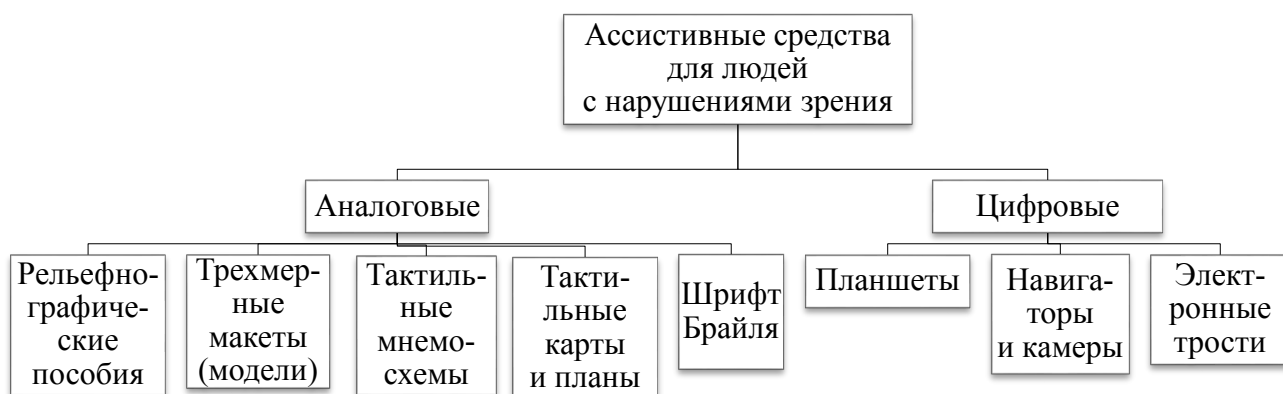 Ассистивные средства
для людей
с нарушениями зрения
Аналоговые
Цифровые
Рельефно-
графиче-
ские
пособия
Трехмер-
ные
макеты
(модели)
Тактиль-
ные
мнемо-
схемы
Такти-
льные
карты
и планы
Шрифт
Брайля
Планшеты
Навига-
торы
и камеры
Элект-
ронные
трости